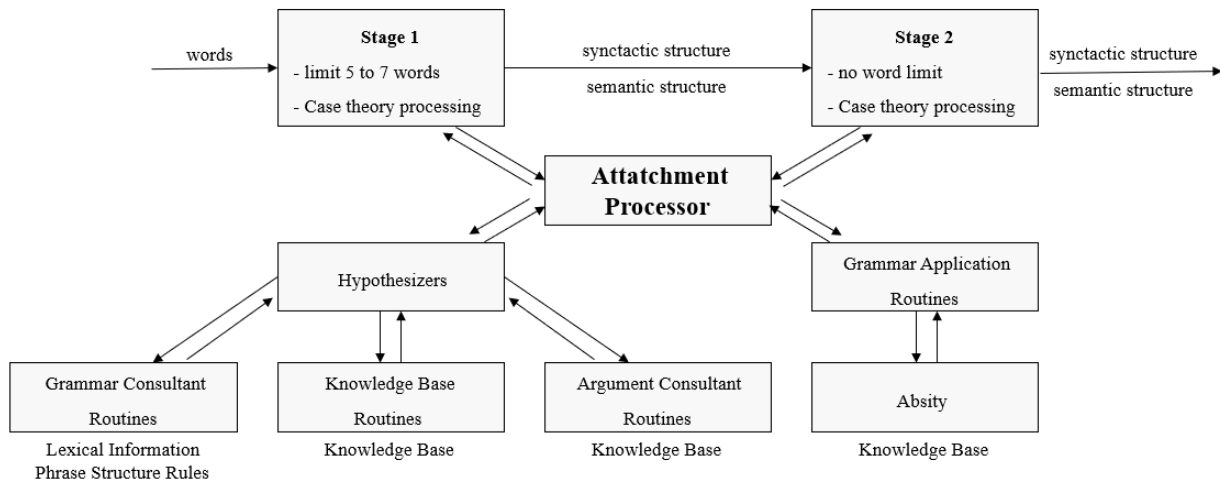 words
Stage 1
- limit 5 to 7 words
- Case theory processing
synctactic structure
semantic structure
Stage 2
- no word limit
- Case theory processing
synctactic structure
semantic structure
Attatchment
Processor
Hypothesizers
Grammar Application
Routines
Grammar Consultant
Routines
Lexical Information
Phrase Structure Rules
Knowledge Base
Routines
Knowledge Base
Argument Consultant
Routines
Knowledge Base
Absity
Knowledge Base